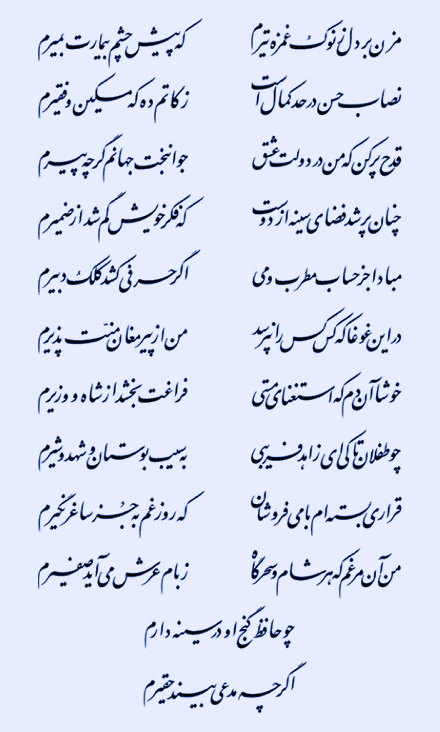 مزن بر دل ز نوک غمزه تیرم که پیش چشم بیمارت بمیرم
نصاب حسن در حد کمال است زکاتم ده که مسکین و فقیرم
قدح پر کن که من در دولت عشق جوانبخت جهانم گرچه پیرم
چنان پر شد فضای سینه از دوست که فکر خویش گم شد از ضمیرم
مبادا جز حساب مطرب و می اگر حرفی کشد کلک دبیرم
در این غوغا که کس کس را نپرسد من از پیر مغان منت پذیرم
خوشا آن دم که استغنای مستی فراغت بخشد از شاه و وزیرم
چو طفلان تا کی ای زاهد فریبی به سیب بوستان و شهد و شیرم
قراری بسته‌ام با می فروشان که روز غم به جز ساغر نگیرم
من آن مرغم که هر شام و سحرگاه ز بام عرش می‌آید صفیرم
چو حافظ گنج او در سینه دارم
اگر چه مدعی بیند حقیرم